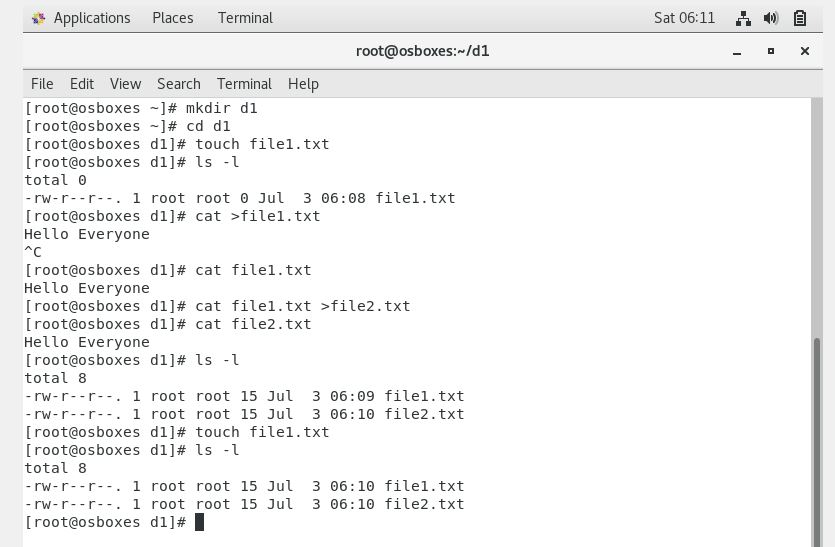 Applications Places Terminal Sat 06:11
root@osboxes:~/d1
File Edit View Search Terminal Help
[root@osboxes ~]# mkdir d1
[root@osboxes ~]# cd d1
[root@osboxes d1]# touch file1.txt
[root@osboxes d1]# ls -l
total 0
-rw-r--r--. 1 root root 0 Jul  3 06:08 file1.txt
[root@osboxes d1]# cat >file1.txt
Hello Everyone
^C
[root@osboxes d1]# cat file1.txt
Hello Everyone
[root@osboxes d1]# cat file1.txt >file2.txt
[root@osboxes d1]# cat file2.txt
Hello Everyone
[root@osboxes d1]# ls -l
total 8
-rw-r--r--. 1 root root 15 Jul  3 06:09 file1.txt
-rw-r--r--. 1 root root 15 Jul  3 06:10 file2.txt
[root@osboxes d1]# touch file1.txt
[root@osboxes d1]# ls -l
total 8
-rw-r--r--. 1 root root 15 Jul  3 06:10 file1.txt
-rw-r--r--. 1 root root 15 Jul  3 06:10 file2.txt
[root@osboxes d1]#